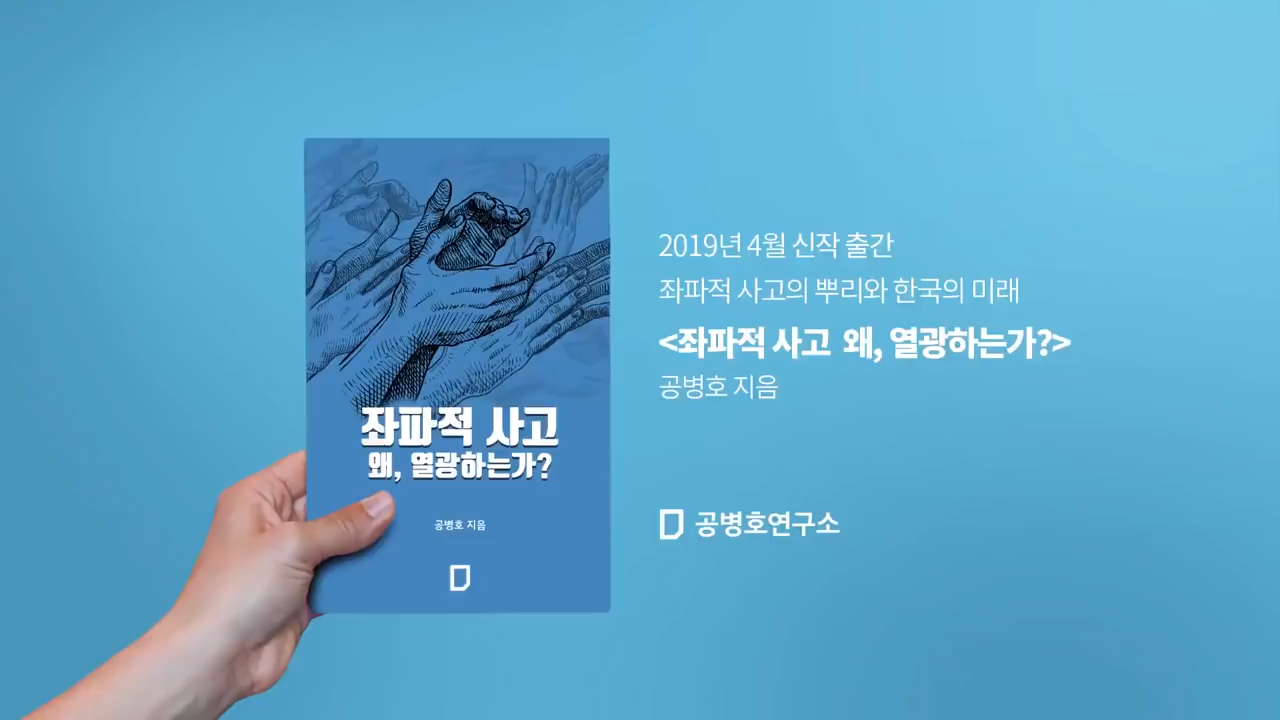 좌파적 사고
왜, 열광하는가?
공병호 지음
2019년 4월 신작 출간
좌파적 사고의 뿌리와 한국의 미래
<좌파적 사고 왜, 열광하는가?>
공병호 지음
공병호연구소